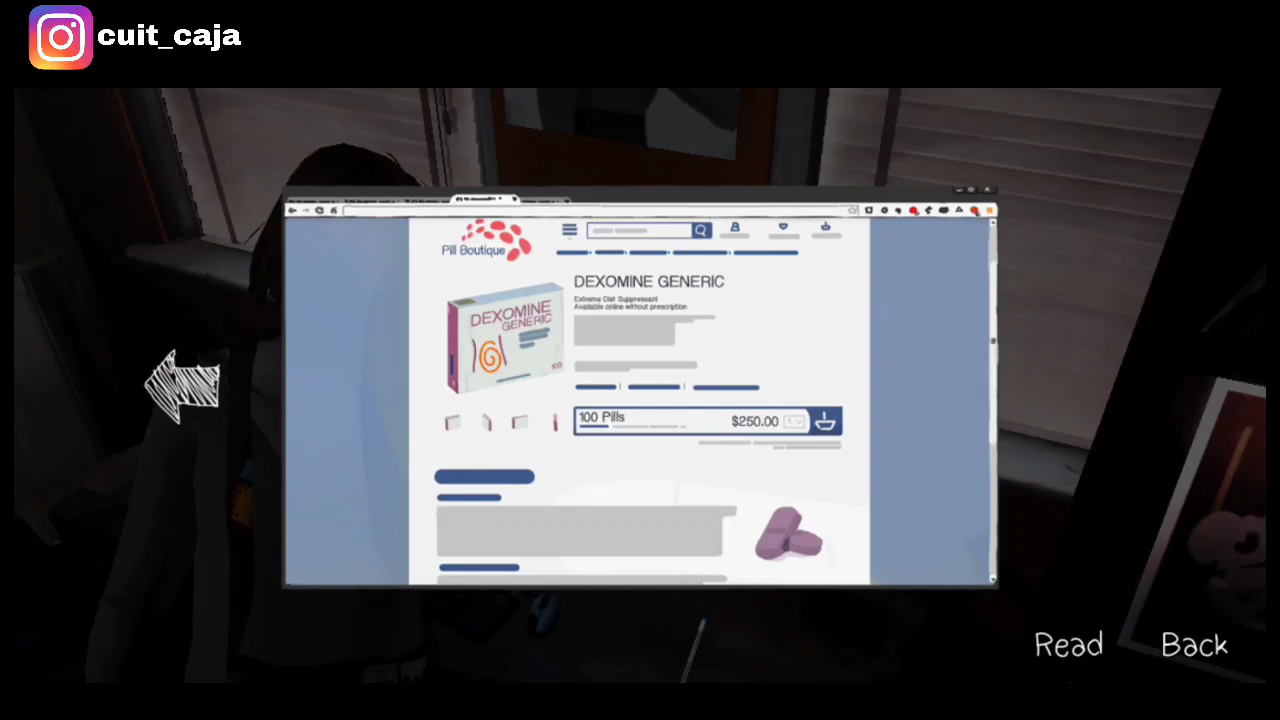 cuit_caja
Pill Boutique
DEXOMINE GENERIC
Extreme Diet Suppressant
Available online without prescription
DEXOMINE
GENERIC
100
100 Pills
$250.00
Read
Back